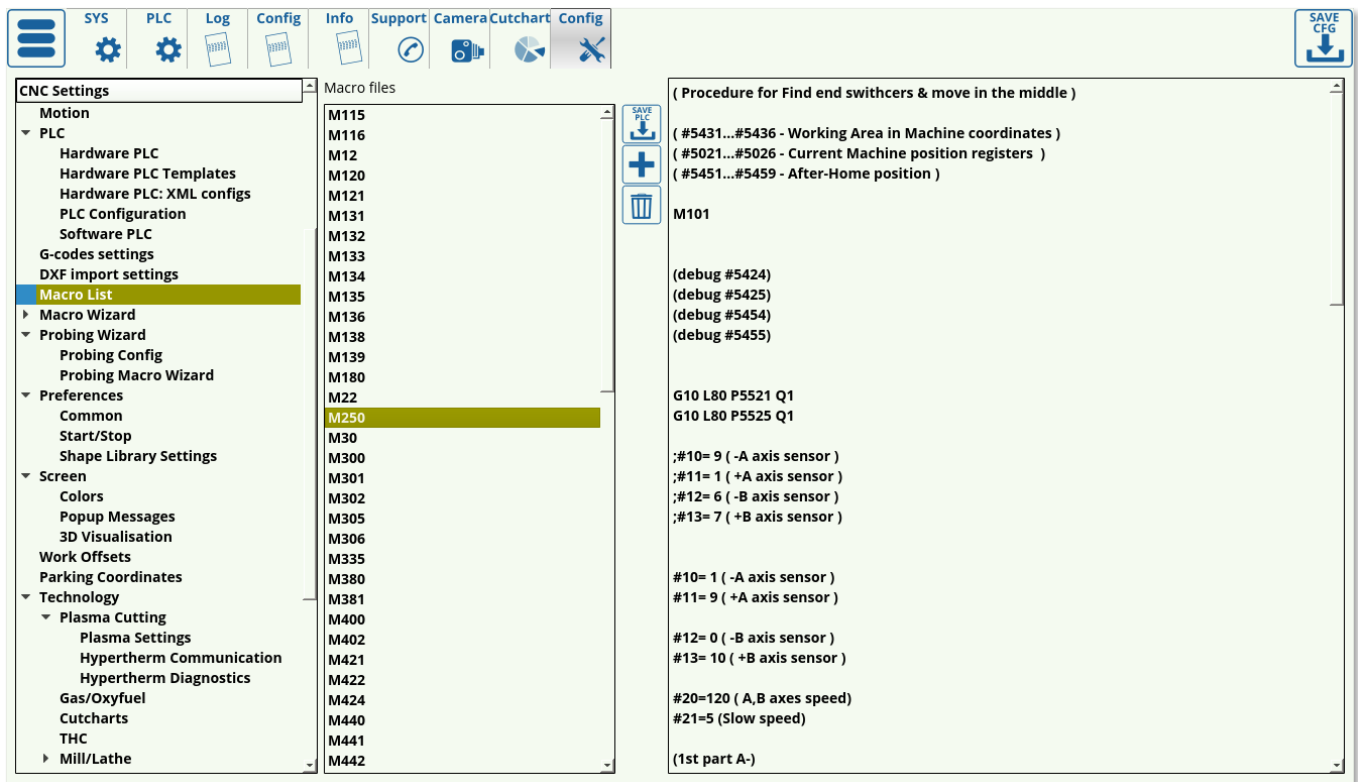 SYS PLC Log Config Info Support Camera Cutchart Config
SAVE CFG
CNC Settings
Motion
PLC
Hardware PLC
Hardware PLC Templates
Hardware PLC: XML configs
PLC Configuration
Software PLC
G-codes settings
DXF import settings
Macro List
Macro Wizard
Probing Wizard
Probing Config
Probing Macro Wizard
Preferences
Common
Start/Stop
Shape Library Settings
Screen
Colors
Popup Messages
3D Visualisation
Work Offsets
Parking Coordinates
Technology
Plasma Cutting
Plasma Settings
Hypertherm Communication
Hypertherm Diagnostics
Gas/Oxyfuel
Cutcharts
THC
Mill/Lathe
Macro files
M115
M116
M12
M120
M121
M131
M132
M133
M134
M135
M136
M138
M139
M180
M22
M250
M30
M300
M301
M302
M305
M306
M335
M380
M381
M400
M402
M421
M422
M424
M440
M441
M442
SAVE PLC
( Procedure for Find end swithcers & move in the middle )
( #5431...#5436 - Working Area in Machine coordinates )
( #5021...#5026 - Current Machine position registers )
( #5451...#5459 - After-Home position )
M101
(debug #5424)
(debug #5425)
(debug #5454)
(debug #5455)
G10 L80 P5521 Q1
G10 L80 P5525 Q1
;#10= 9 ( -A axis sensor )
;#11= 1 ( +A axis sensor )
;#12= 6 ( -B axis sensor )
;#13= 7 ( +B axis sensor )
#10= 1 ( -A axis sensor )
#11= 9 ( +A axis sensor )
#12= 0 ( -B axis sensor )
#13= 10 ( +B axis sensor )
#20=120 ( A,B axes speed)
#21=5 (Slow speed)
(1st part A-)